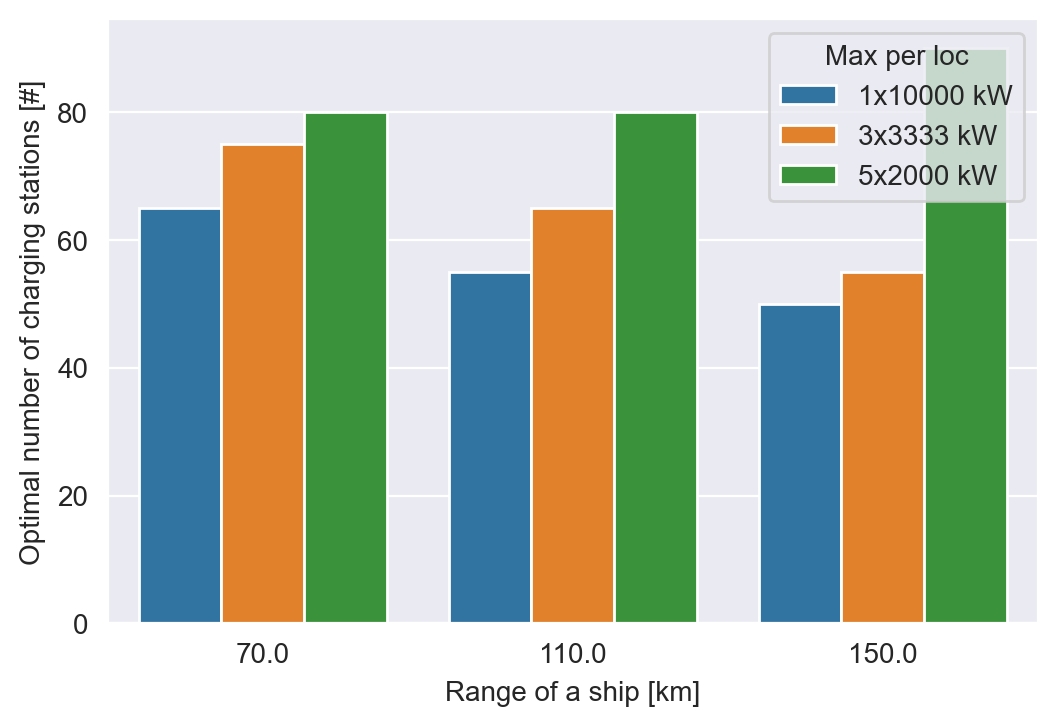 Max per loc
1x10000 kW
3x3333 kW
5x2000 kW
Optimal number of charging stations [#]
80
60
40
20
0
70.0
110.0
150.0
Range of a ship [km]